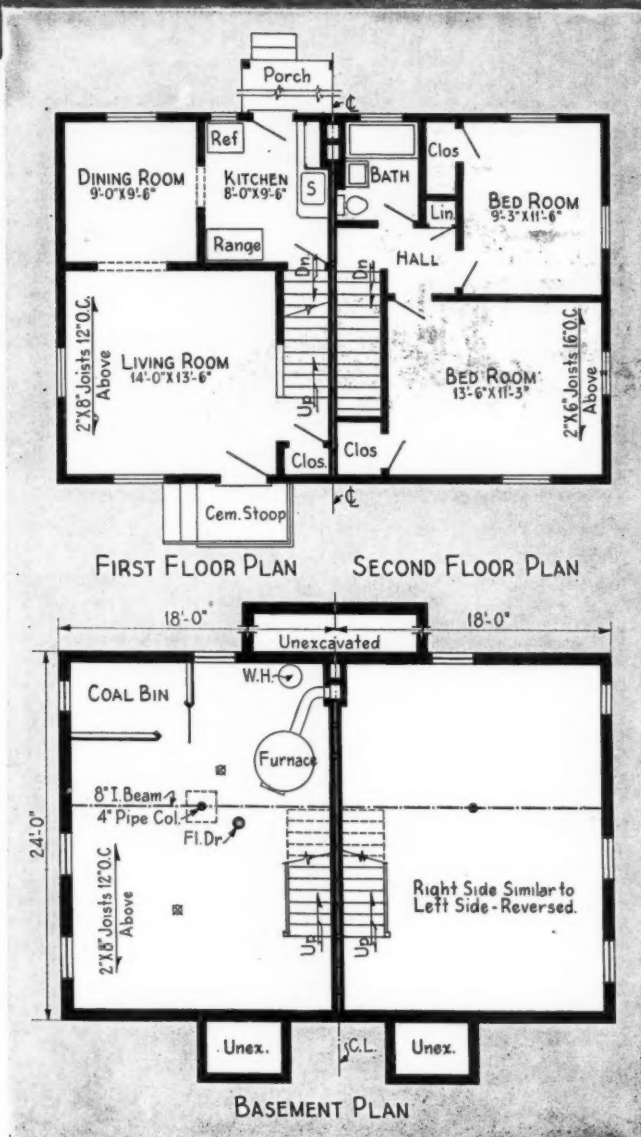 Porch
℄
Ref
DINING ROOM
9'-0"X9'-6"
KITCHEN
8'-0"X9'-6"
S
BATH
Clos
BED ROOM
9'-3"X11'-6"
Lin.
Range
HALL
Dn
Dn
2"X8" Joists 12"O.C.
Above
LIVING ROOM
14'-0"X13'-6"
Up
BED ROOM
13'-6"X11'-3"
2"X6" Joists 16"O.C.
Above
Clos.
Clos
Cem. Stoop
℄
FIRST FLOOR PLAN
SECOND FLOOR PLAN
18'-0"
18'-0"
Unexcavated
COAL BIN
W.H.
Furnace
8" I. Beam
4" Pipe Col.
Fl. Dr.
24'-0"
2"X8" Joists 12"O.C.
Above
Up
Up
Right Side Similar to
Left Side-Reversed.
Unex.
C.L.
Unex.
BASEMENT PLAN